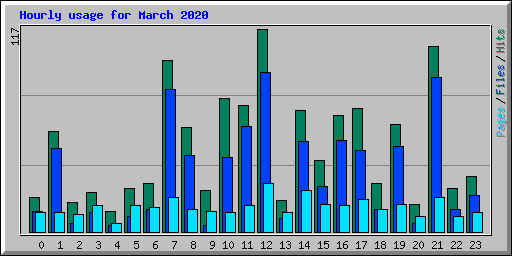 Hourly usage for March 2020
117
Pages/Files/Hits
0 1 2 3 4 5 6 7 8 9 10 11 12 13 14 15 16 17 18 19 20 21 22 23